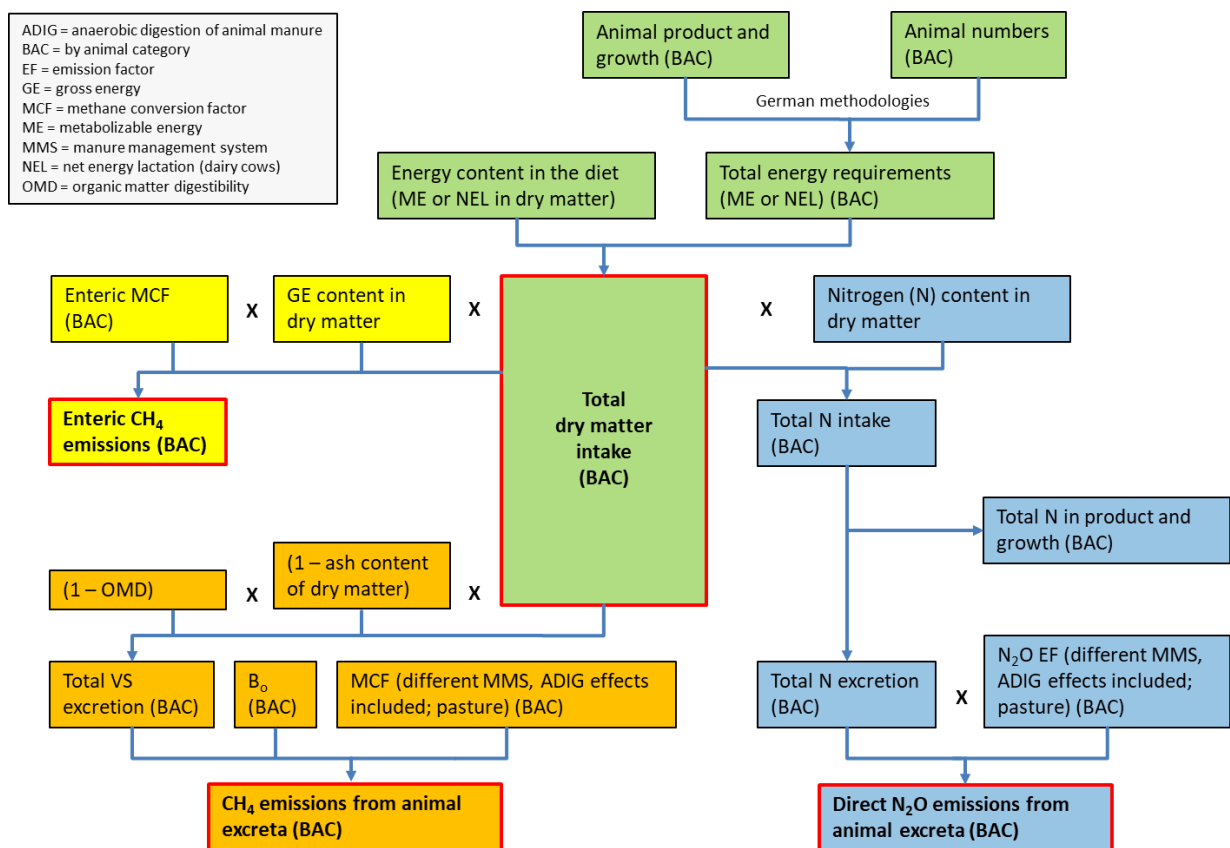 ADIG = anaerobic digestion of animal manure
BAC = by animal category
EF = emission factor
GE = gross energy
MCF = methane conversion factor
ME = metabolizable energy
MMS = manure management system
NEL = net energy lactation (dairy cows)
OMD = organic matter digestibility
Animal product and
growth (BAC)
Animal numbers
(BAC)
German methodologies
Energy content in the diet
(ME or NEL in dry matter)
Total energy requirements
(ME or NEL) (BAC)
Enteric MCF
(BAC)
X
GE content in
dry matter
X
Total
dry matter
intake
(BAC)
X
Nitrogen (N) content in
dry matter
Enteric CH₄
emissions (BAC)
Total N intake
(BAC)
Total N in product and
growth (BAC)
(1 – OMD)
X
(1 – ash content
of dry matter)
X
Total VS
excretion (BAC)
Bₒ
(BAC)
MCF (different MMS, ADIG effects
included; pasture) (BAC)
Total N excretion
(BAC)
X
N₂O EF (different MMS,
ADIG effects included;
pasture) (BAC)
CH₄ emissions from animal
excreta (BAC)
Direct N₂O emissions from
animal excreta (BAC)